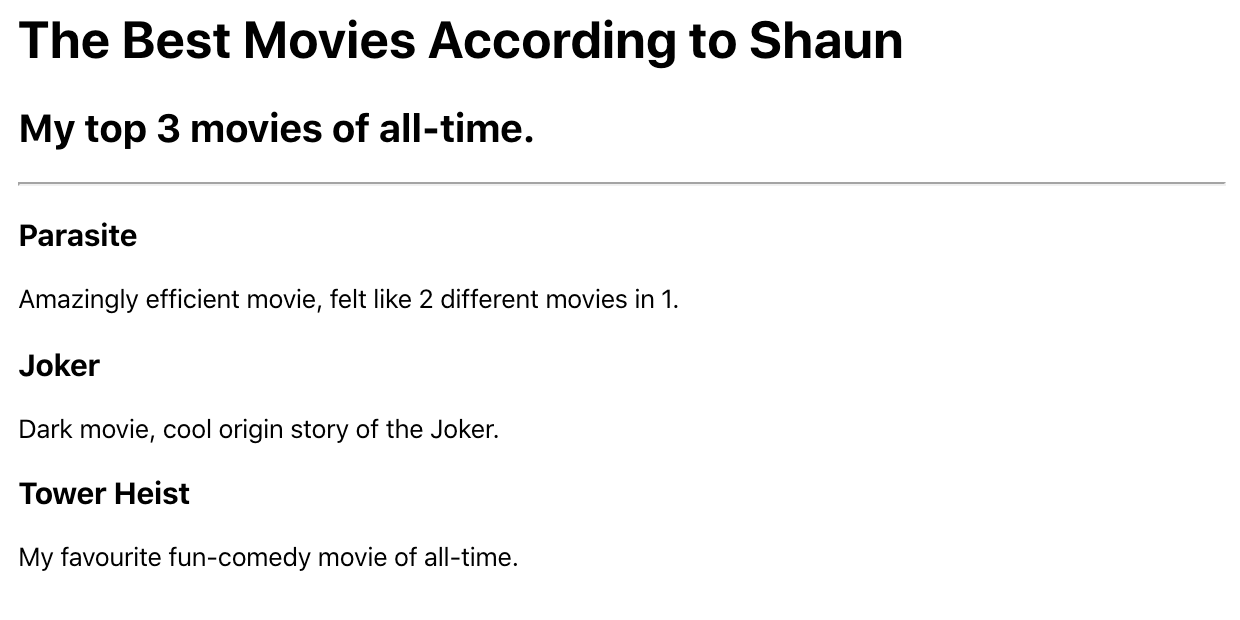 The Best Movies According to Shaun
My top 3 movies of all-time.
Parasite
Amazingly efficient movie, felt like 2 different movies in 1.
Joker
Dark movie, cool origin story of the Joker.
Tower Heist
My favourite fun-comedy movie of all-time.